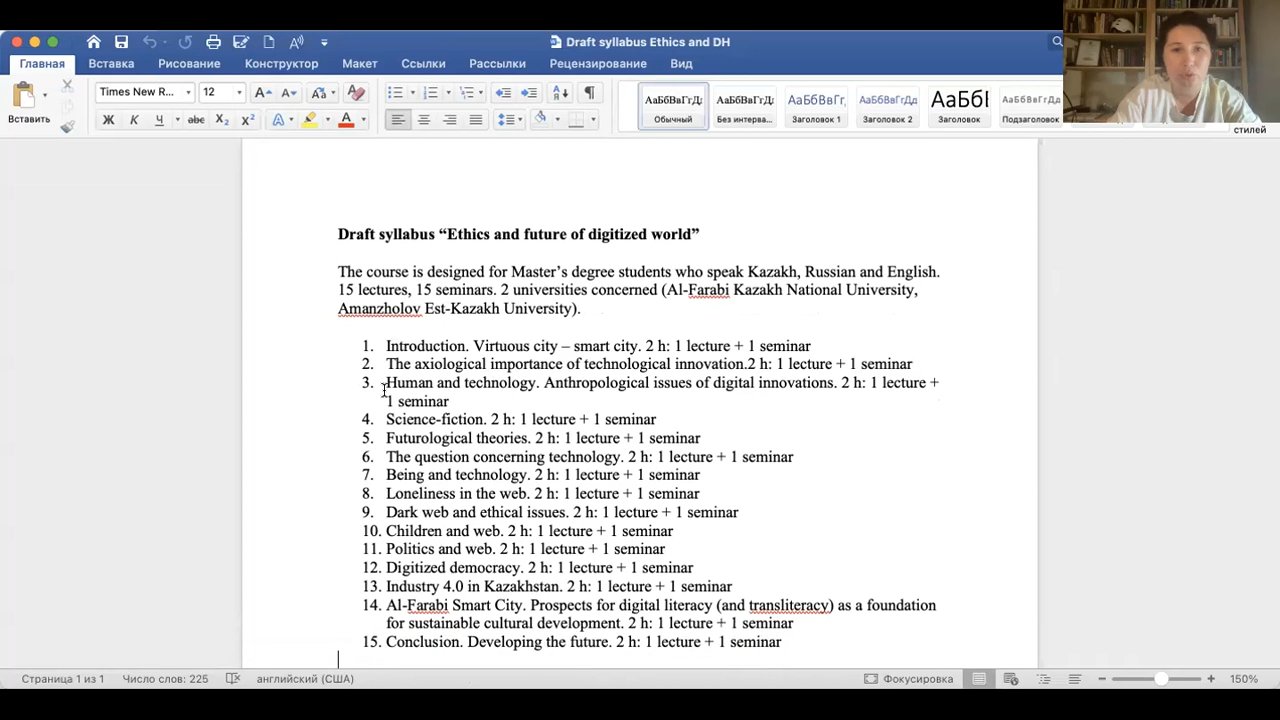 Draft syllabus Ethics and DH
Главная Вставка Рисование Конструктор Макет Ссылки Рассылки Рецензирование Вид
Вставить
Times New R... 12
Ж К Ч abc X₂ X²
АаБбВвГгДд АаБбВвГгДд АаБбВвГг, АаБбВвГгД АаБбІ АаБбВвГгДд
Обычный Без интерва... Заголовок 1 Заголовок 2 Заголовок Подзаголовок
стилей
Draft syllabus “Ethics and future of digitized world”
The course is designed for Master’s degree students who speak Kazakh, Russian and English.
15 lectures, 15 seminars. 2 universities concerned (Al-Farabi Kazakh National University,
Amanzholov Est-Kazakh University).
1. Introduction. Virtuous city – smart city. 2 h: 1 lecture + 1 seminar
2. The axiological importance of technological innovation.2 h: 1 lecture + 1 seminar
3. Human and technology. Anthropological issues of digital innovations. 2 h: 1 lecture +
1 seminar
4. Science-fiction. 2 h: 1 lecture + 1 seminar
5. Futurological theories. 2 h: 1 lecture + 1 seminar
6. The question concerning technology. 2 h: 1 lecture + 1 seminar
7. Being and technology. 2 h: 1 lecture + 1 seminar
8. Loneliness in the web. 2 h: 1 lecture + 1 seminar
9. Dark web and ethical issues. 2 h: 1 lecture + 1 seminar
10. Children and web. 2 h: 1 lecture + 1 seminar
11. Politics and web. 2 h: 1 lecture + 1 seminar
12. Digitized democracy. 2 h: 1 lecture + 1 seminar
13. Industry 4.0 in Kazakhstan. 2 h: 1 lecture + 1 seminar
14. Al-Farabi Smart City. Prospects for digital literacy (and transliteracy) as a foundation
for sustainable cultural development. 2 h: 1 lecture + 1 seminar
15. Conclusion. Developing the future. 2 h: 1 lecture + 1 seminar
Страница 1 из 1 Число слов: 225 английский (США) Фокусировка 150%